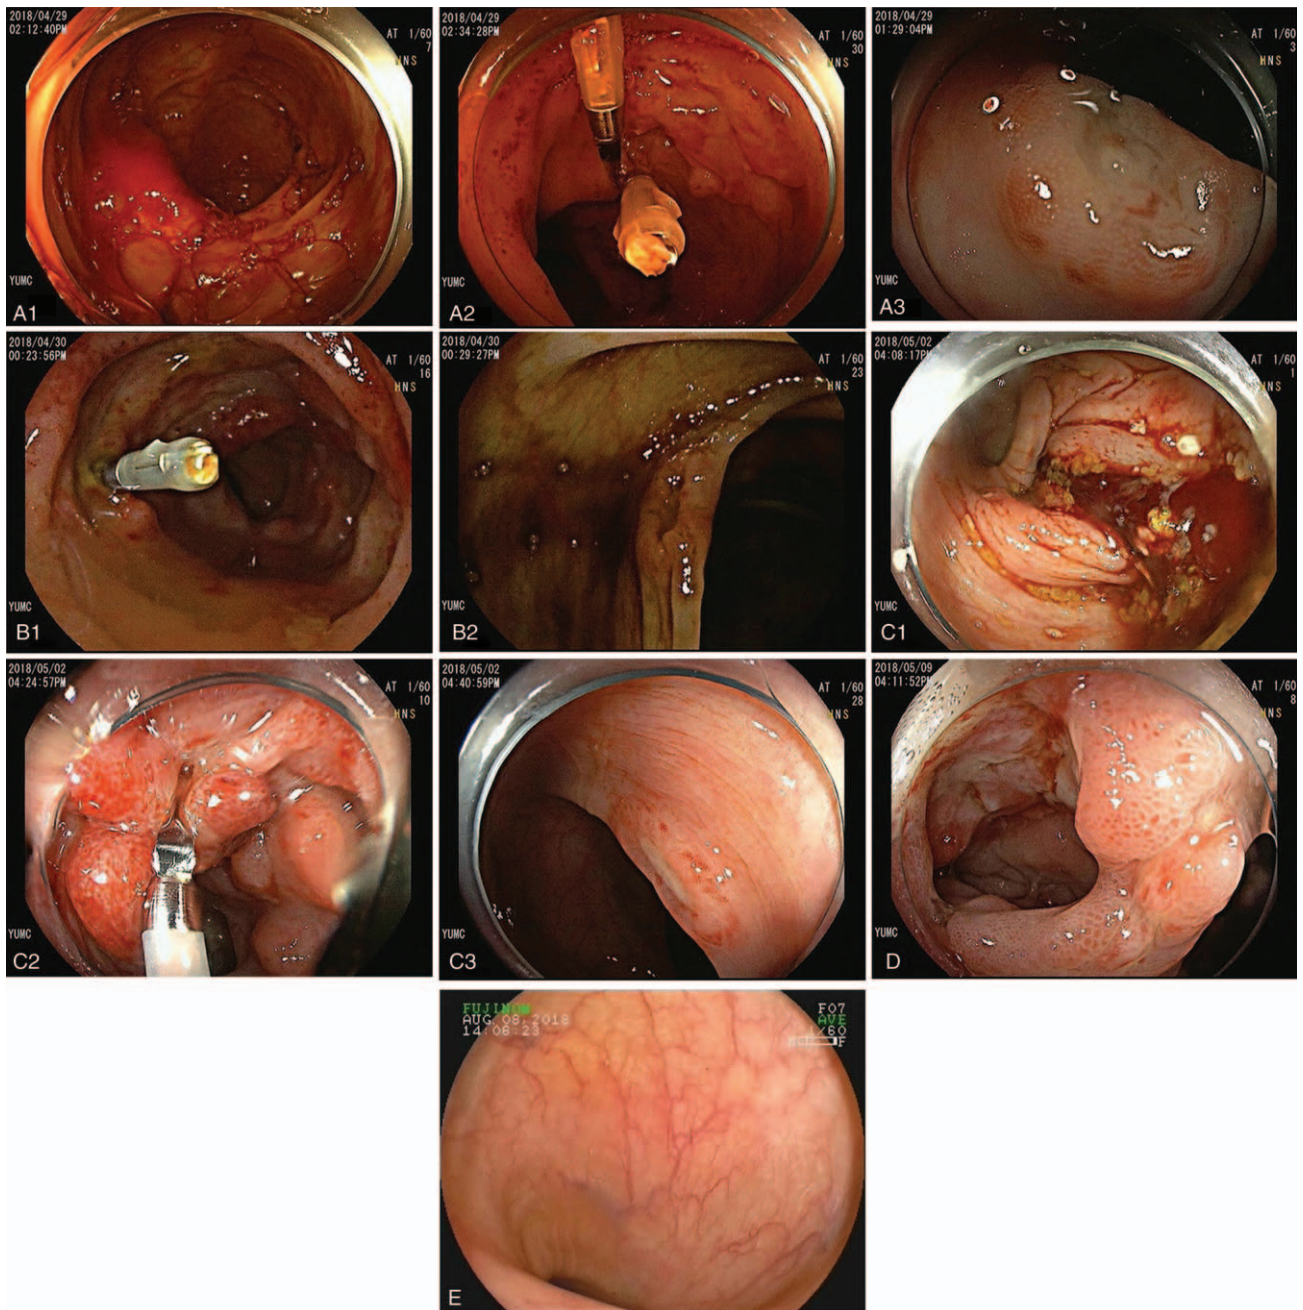 2018/04/29
02:12:40PM
AT 1/60
7
HNS
YUMC
A1
2018/04/29
02:34:28PM
AT 1/60
30
HNS
YUMC
A2
2018/04/29
01:29:04PM
AT 1/60
3
HNS
YUMC
A3
2018/04/30
00:23:56PM
AT 1/60
16
HNS
YUMC
B1
2018/04/30
00:29:27PM
AT 1/60
23
HNS
YUMC
B2
2018/05/02
04:08:17PM
AT 1/60
1
HNS
YUMC
C1
2018/05/02
04:24:57PM
AT 1/60
10
HNS
YUMC
C2
2018/05/02
04:40:59PM
AT 1/60
28
HNS
YUMC
C3
2018/05/09
04:11:52PM
AT 1/60
8
HNS
YUMC
D
FUJINON
AUG.08,2018
14:06:23
F07
AVE
1/60
F
E